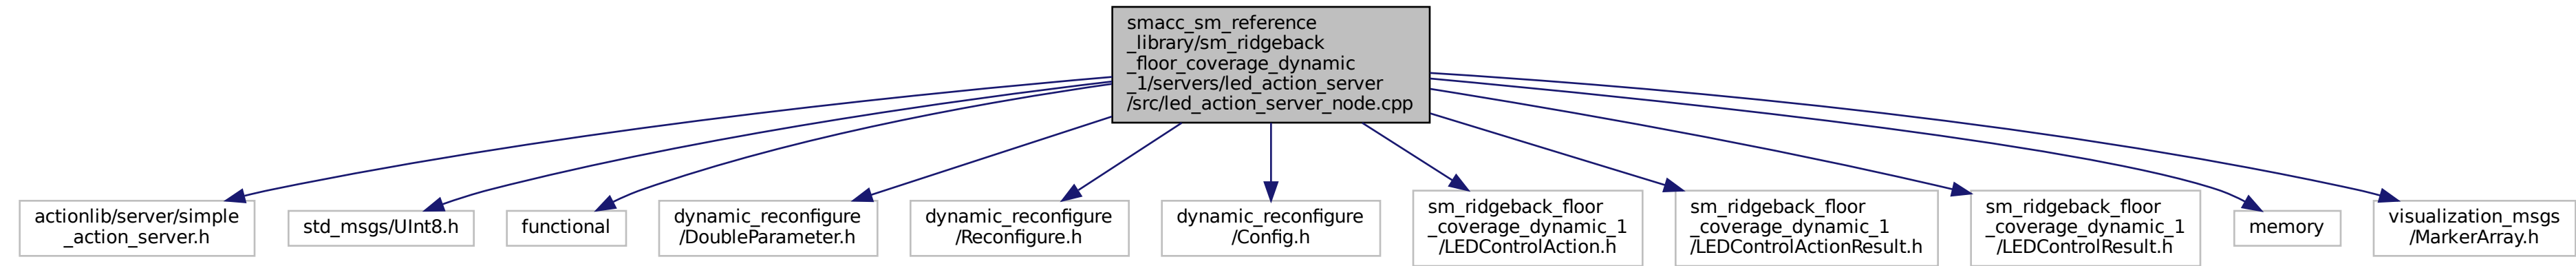 smacc_sm_reference
_library/sm_ridgeback
_floor_coverage_dynamic
_1/servers/led_action_server
/src/led_action_server_node.cpp
actionlib/server/simple
_action_server.h
std_msgs/UInt8.h
functional
dynamic_reconfigure
/DoubleParameter.h
dynamic_reconfigure
/Reconfigure.h
dynamic_reconfigure
/Config.h
sm_ridgeback_floor
_coverage_dynamic_1
/LEDControlAction.h
sm_ridgeback_floor
_coverage_dynamic_1
/LEDControlActionResult.h
sm_ridgeback_floor
_coverage_dynamic_1
/LEDControlResult.h
memory
visualization_msgs
/MarkerArray.h